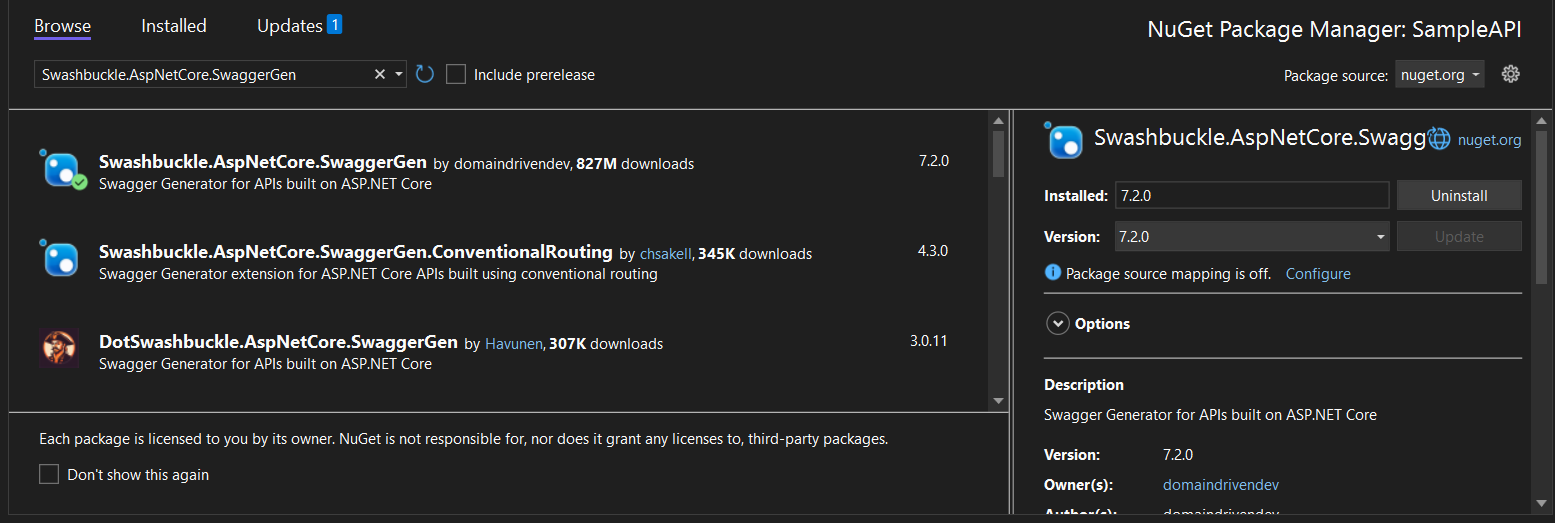 Browse Installed Updates 1
NuGet Package Manager: SampleAPI
Swashbuckle.AspNetCore.SwaggerGen Include prerelease
Package source: nuget.org
Swashbuckle.AspNetCore.SwaggerGen by domaindrivendev, 827M downloads 7.2.0
Swagger Generator for APIs built on ASP.NET Core
Swashbuckle.AspNetCore.SwaggerGen.ConventionalRouting by chsakell, 345K downloads 4.3.0
Swagger Generator extension for ASP.NET Core APIs built using conventional routing
DotSwashbuckle.AspNetCore.SwaggerGen by Havunen, 307K downloads 3.0.11
Swagger Generator for APIs built on ASP.NET Core
Each package is licensed to you by its owner. NuGet is not responsible for, nor does it grant any licenses to, third-party packages.
Don't show this again
Swashbuckle.AspNetCore.Swagg nuget.org
Installed: 7.2.0 Uninstall
Version: 7.2.0 Update
Package source mapping is off. Configure
Options
Description
Swagger Generator for APIs built on ASP.NET Core
Version: 7.2.0
Owner(s): domaindrivendev
Author(s): domaindrivendev